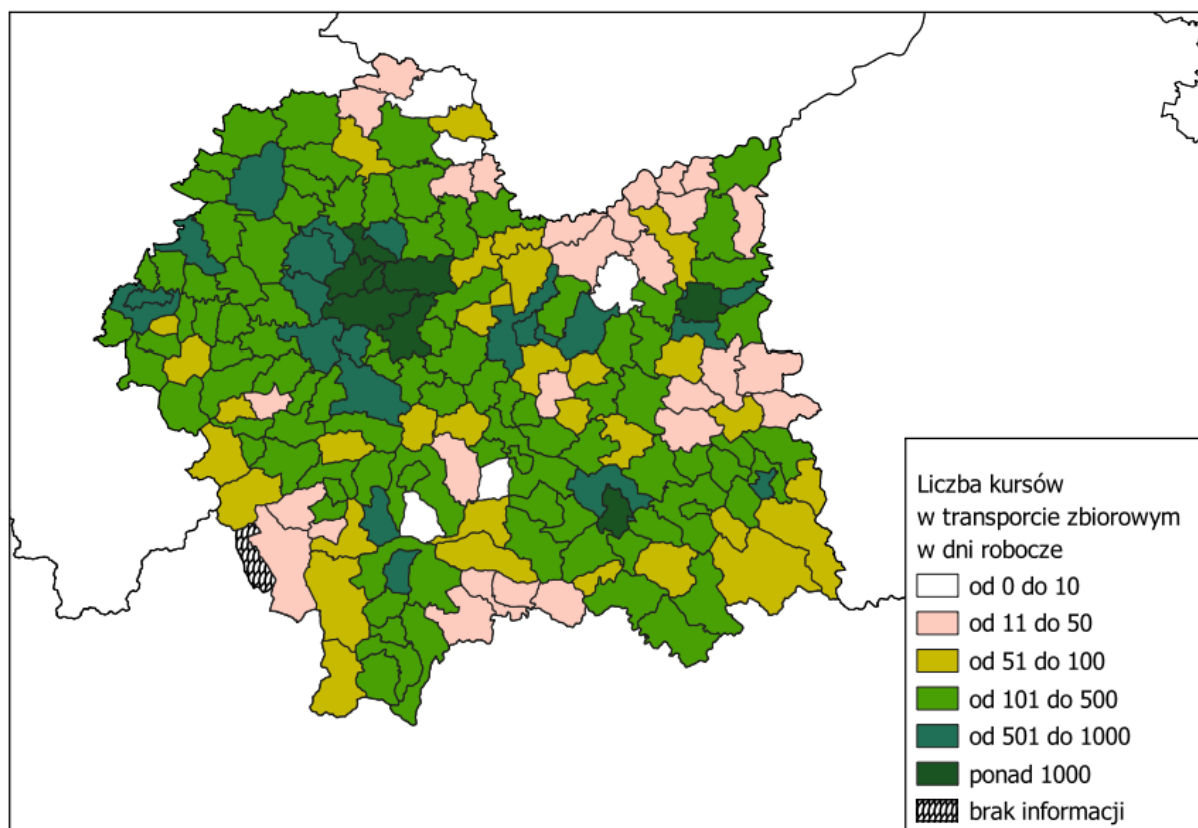 Liczba kursów
w transporcie zbiorowym
w dni robocze
od 0 do 10
od 11 do 50
od 51 do 100
od 101 do 500
od 501 do 1000
ponad 1000
brak informacji